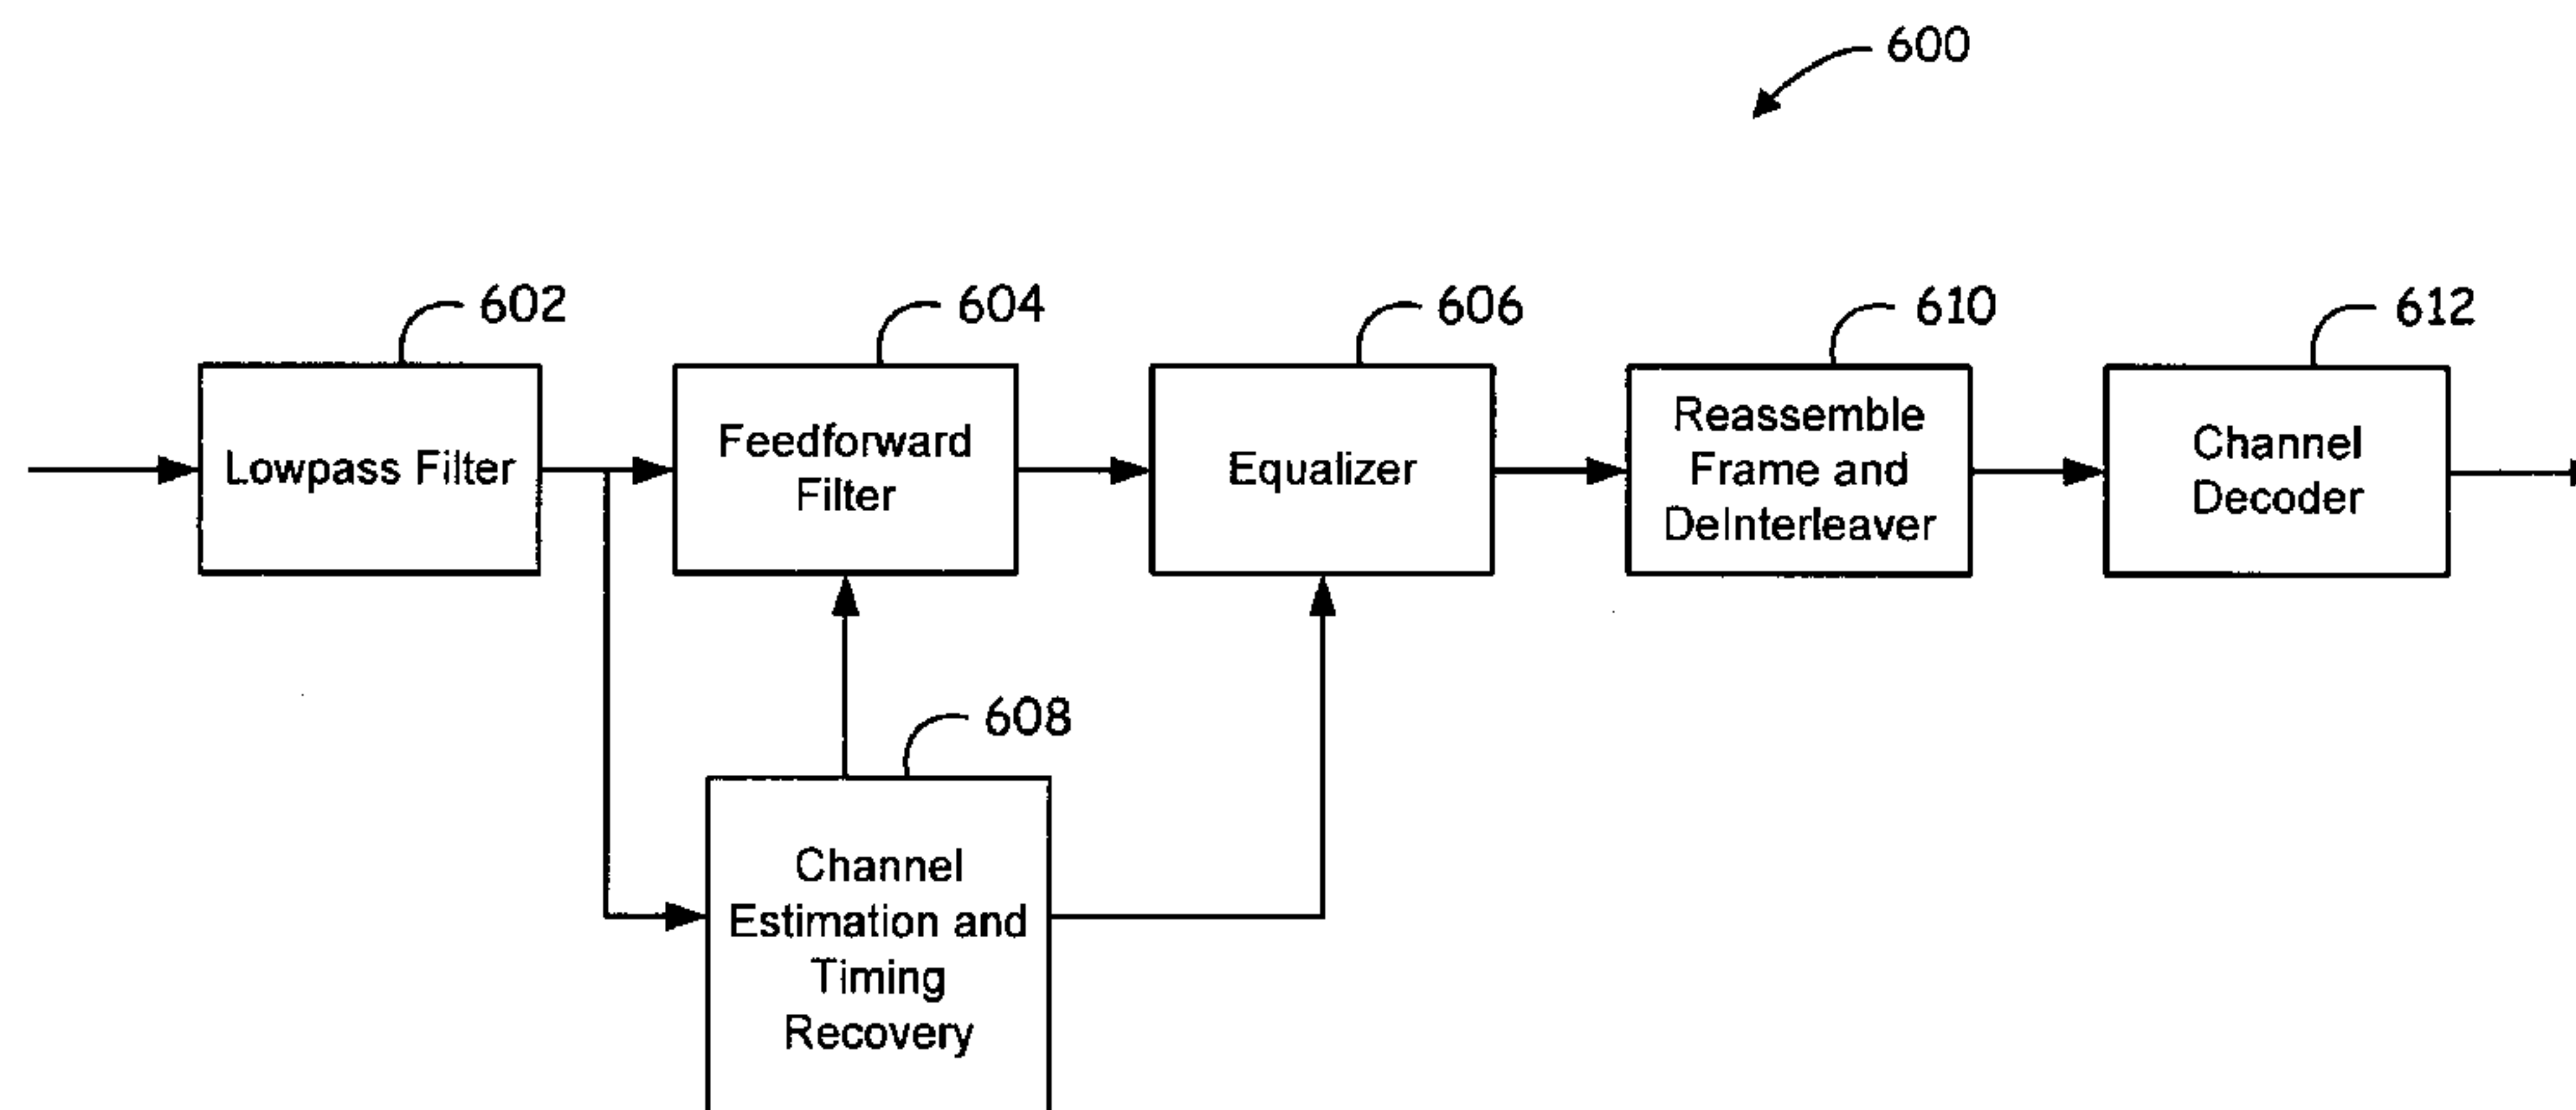 600
602
604
606
610
612
Lowpass Filter
Feedforward
Filter
Equalizer
Reassemble
Frame and
DeInterleaver
Channel
Decoder
608
Channel
Estimation and
Timing
Recovery